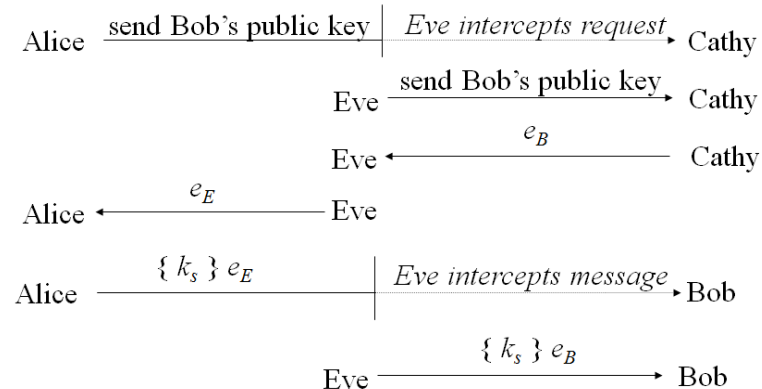 Alice send Bob's public key Eve intercepts request Cathy
Eve send Bob's public key Cathy
Eve e_B Cathy
Alice e_E Eve
Alice { k_s } e_E Eve intercepts message Bob
Eve { k_s } e_B Bob